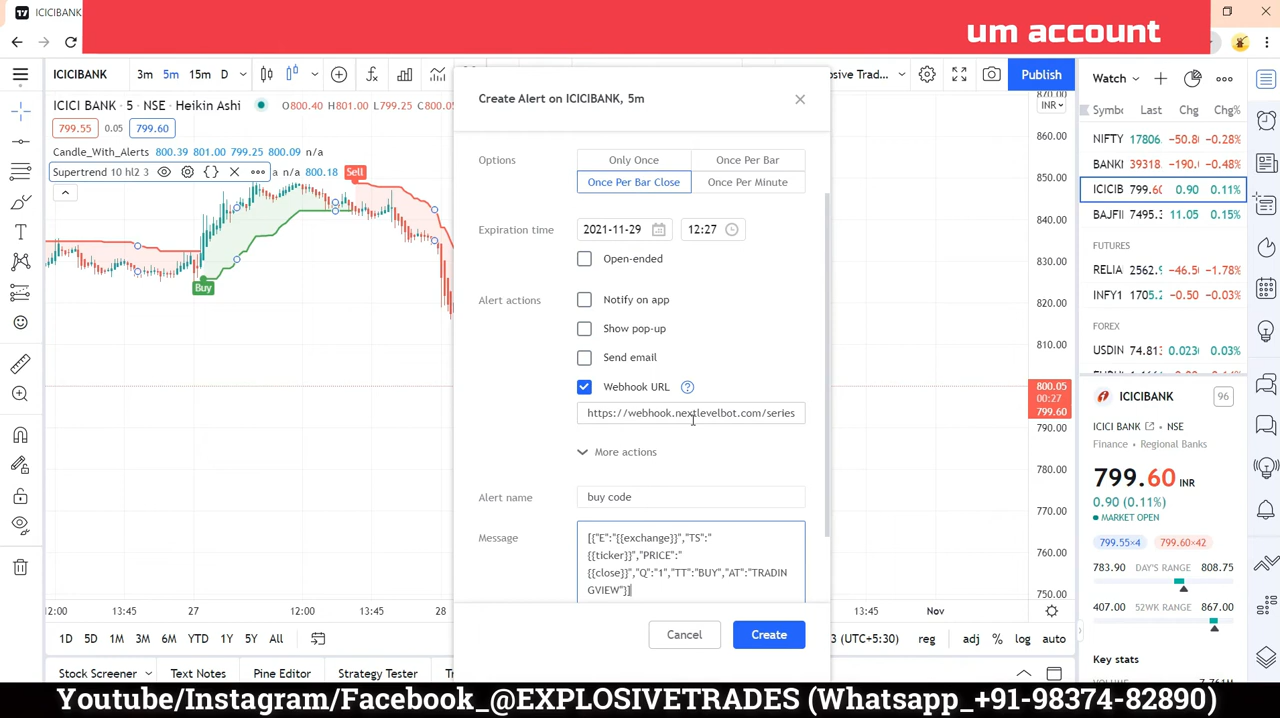 ICICIBANK
um account
ICICIBANK 3m 5m 15m D
Publish
Watch
ICICI BANK · 5 · NSE · Heikin Ashi O800.40 H801.00 L799.25 C800.05
799.55 0.05 799.60
Candle_With_Alerts 800.39 801.00 799.25 800.09 n/a
Supertrend 10 hl2 3 a n/a 800.18
Sell
Buy
Create Alert on ICICIBANK, 5m
Options
Only Once
Once Per Bar
Once Per Bar Close
Once Per Minute
Expiration time
2021-11-29
12:27
Open-ended
Alert actions
Notify on app
Show pop-up
Send email
Webhook URL
https://webhook.nextlevelbot.com/series
More actions
Alert name
buy code
Message
[{"E":"{{exchange}}","TS":"
{{ticker}}","PRICE":"
{{close}}","Q":"1","TT":"BUY","AT":"TRADIN
GVIEW"}]
Cancel
Create
INR
860.00
850.00
840.00
830.00
820.00
810.00
800.05
00:27
799.60
790.00
780.00
770.00
760.00
750.00
12:00 13:45 27 12:00 13:45 28
13:45 Nov
1D 5D 1M 3M 6M YTD 1Y 5Y All
(UTC+5:30) reg adj % log auto
Stock Screener Text Notes Pine Editor Strategy Tester
Symbc Last Chg Chg%
NIFTY 17806. -50.8 -0.28%
BANKI 39318. -190. -0.48%
ICICIB 799.60 0.90 0.11%
BAJFII 7495.3 11.05 0.15%
FUTURES
RELIA 2562.9 -46.5 -1.78%
INFY1 1705.2 -0.50 -0.03%
FOREX
USDIN 74.813 0.023 0.03%
ICICIBANK
96
ICICI BANK · NSE
Finance · Regional Banks
799.60 INR
0.90 (0.11%)
MARKET OPEN
799.55×4 799.60×42
783.90 DAY'S RANGE 808.75
407.00 52WK RANGE 867.00
Key stats
Youtube/Instagram/Facebook_@EXPLOSIVETRADES (Whatsapp_+91-98374-82890)